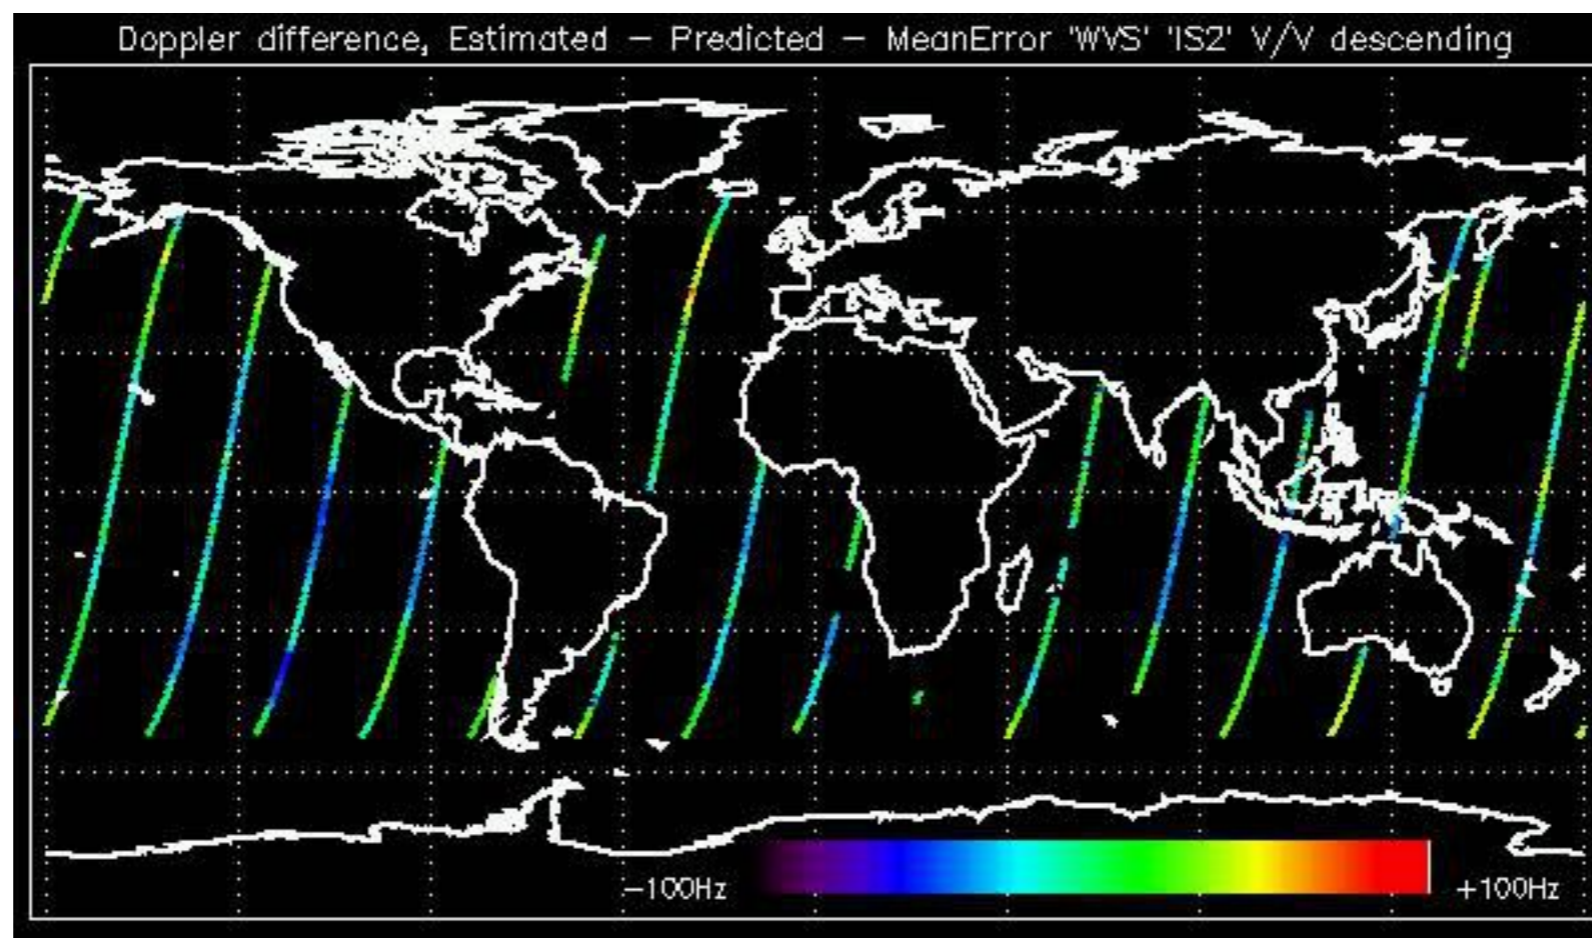 Doppler difference, Estimated – Predicted – MeanError 'WVS' 'IS2' V/V descending
−100Hz
+100Hz